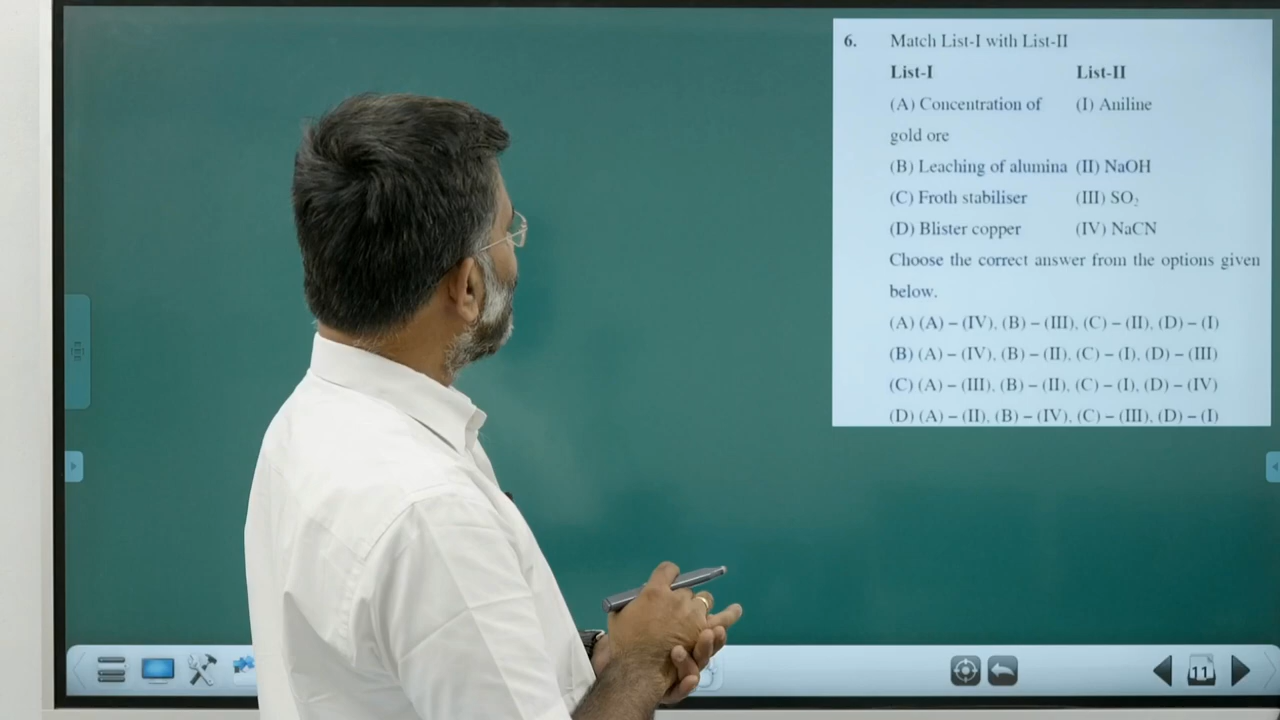 6. Match List-I with List-II
List-I List-II
(A) Concentration of (I) Aniline
gold ore
(B) Leaching of alumina (II) NaOH
(C) Froth stabiliser (III) SO₂
(D) Blister copper (IV) NaCN
Choose the correct answer from the options given
below.
(A) (A) – (IV), (B) – (III), (C) – (II), (D) – (I)
(B) (A) – (IV), (B) – (II), (C) – (I), (D) – (III)
(C) (A) – (III), (B) – (II), (C) – (I), (D) – (IV)
(D) (A) – (II), (B) – (IV), (C) – (III), (D) – (I)
11